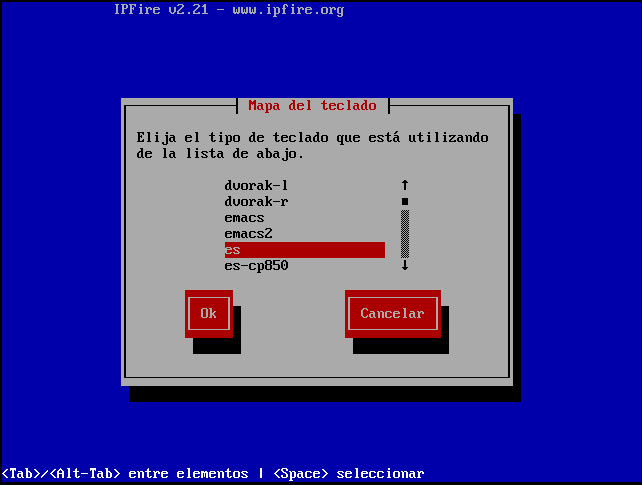 IPFire v2.21 - www.ipfire.org
Mapa del teclado
Elija el tipo de teclado que está utilizando
de la lista de abajo.
dvorak-l
dvorak-r
emacs
emacs2
es
es-cp850
Ok
Cancelar
<Tab>/<Alt-Tab> entre elementos | <Space> seleccionar